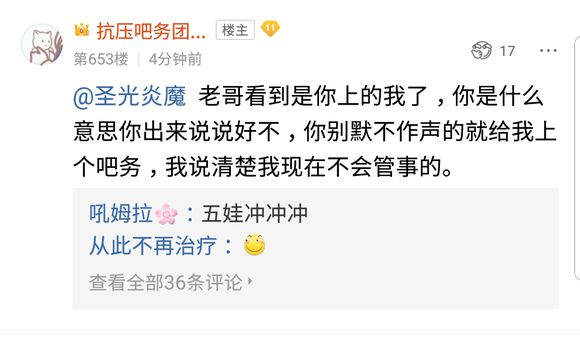 抗压吧务团... 楼主 11
第653楼 | 4分钟前
17 ...
@圣光炎魔 老哥看到是你上的我了，你是什么
意思你出来说说好不，你别默不作声的就给我上
个吧务，我说清楚我现在不会管事的。
吼姆拉🌸：五娃冲冲冲
从此不再治疗：
查看全部36条评论